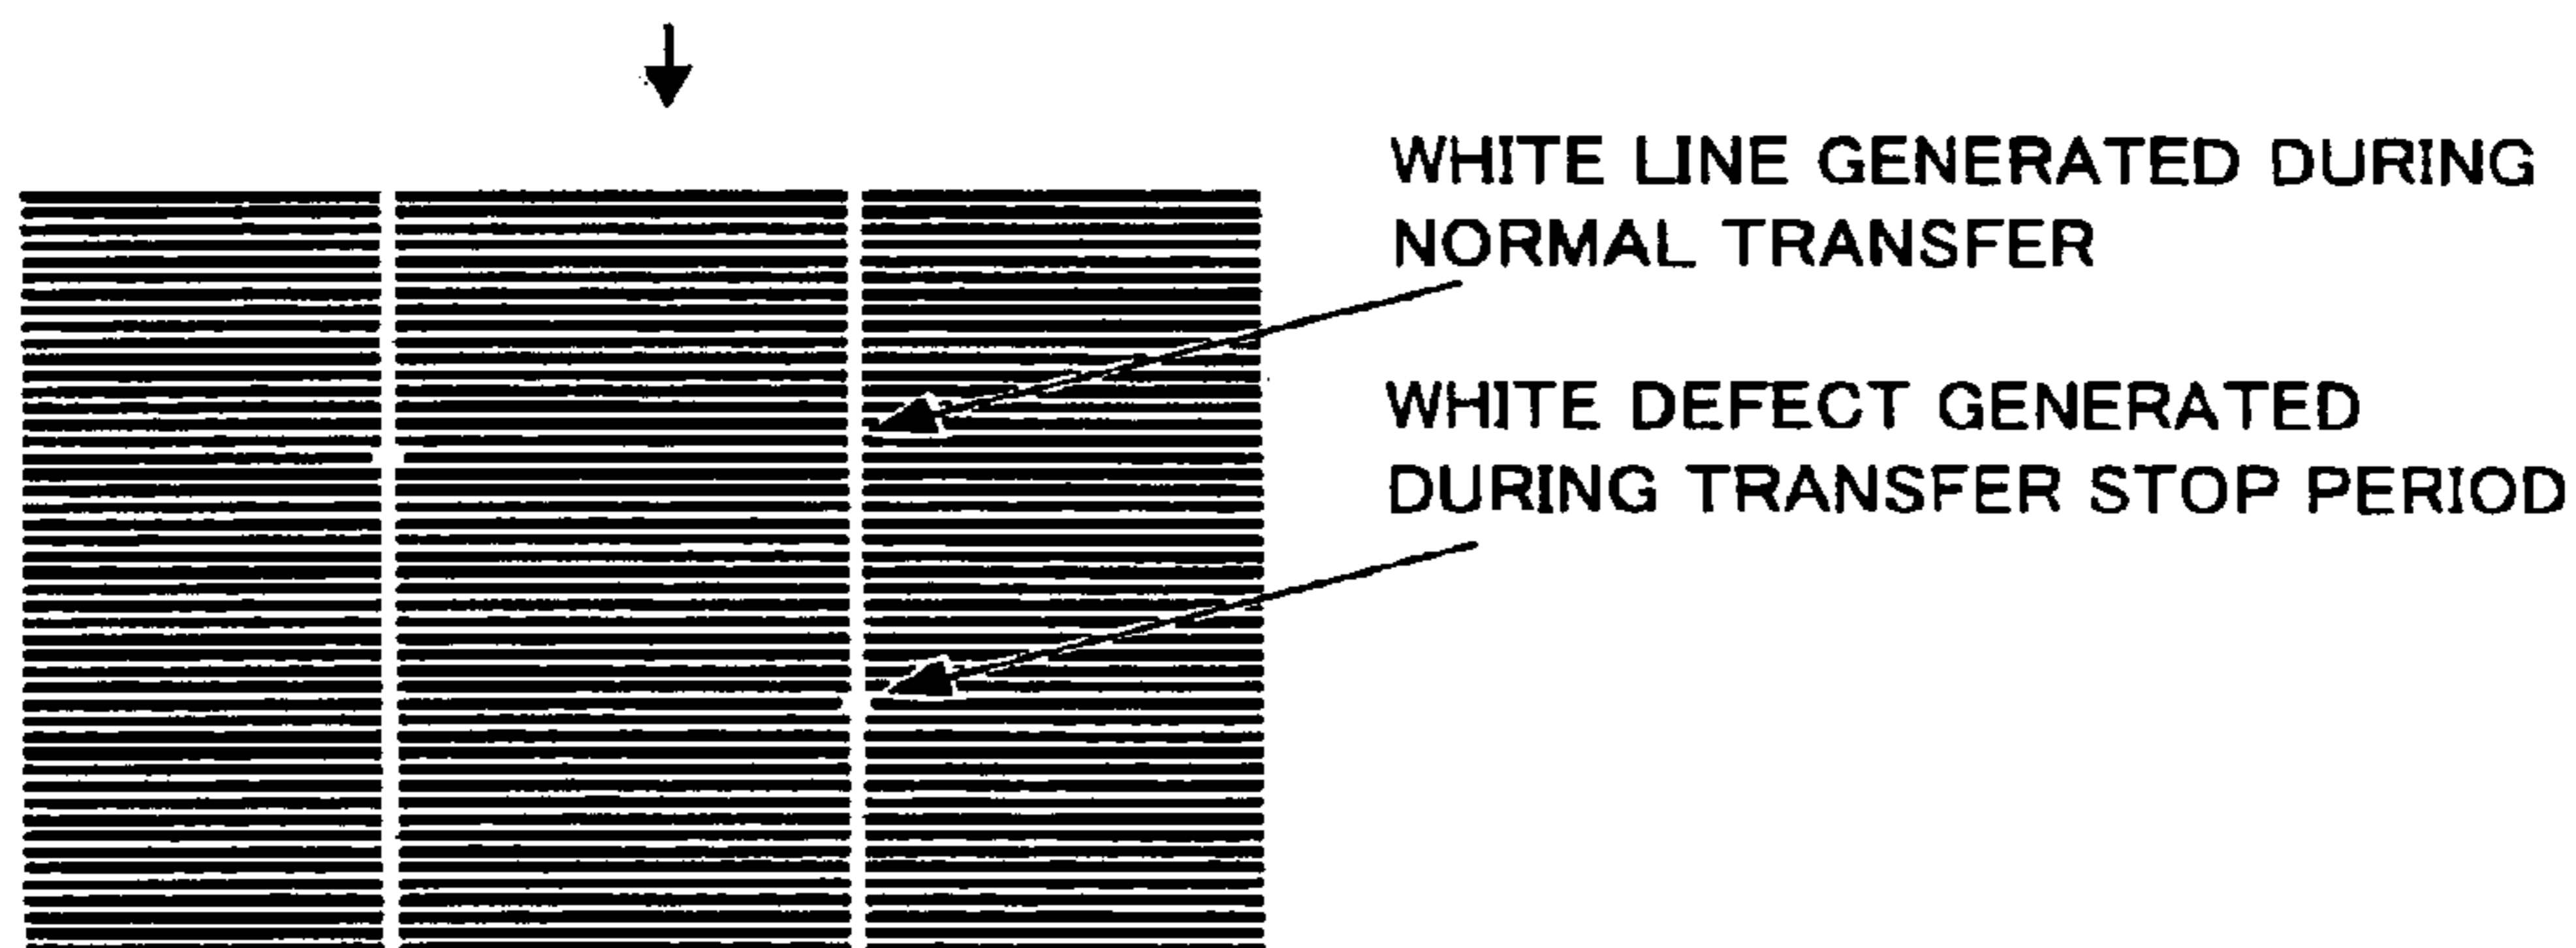 WHITE LINE GENERATED DURING
NORMAL TRANSFER
WHITE DEFECT GENERATED
DURING TRANSFER STOP PERIOD